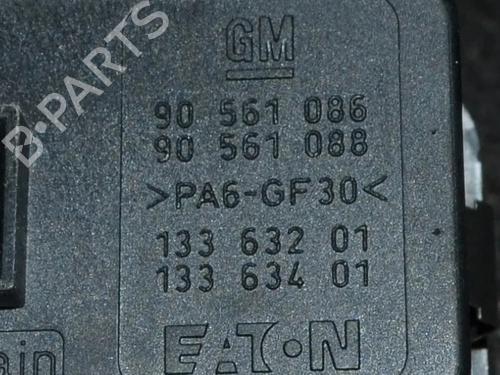 GM
90 561 086
90 561 088
>PA6-GF30<
133 632 01
133 634 01
EATON
B-PARTS